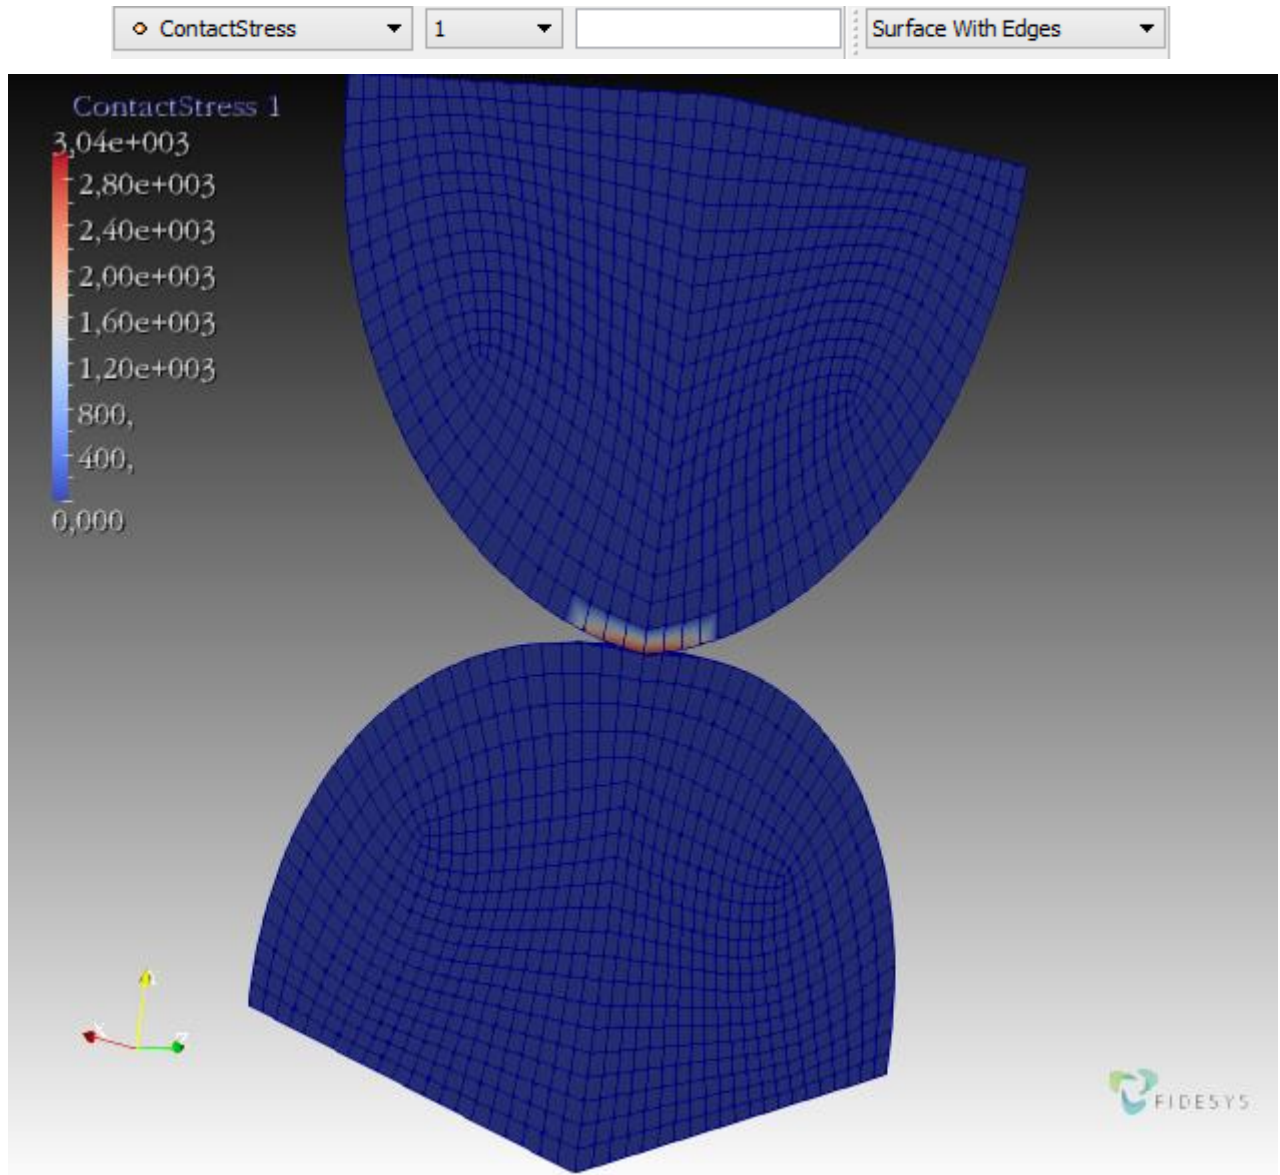 ContactStress 1 Surface With Edges
ContactStress 1
3,04e+003
2,80e+003
2,40e+003
2,00e+003
1,60e+003
1,20e+003
800,
400,
0,000
FIDESYS